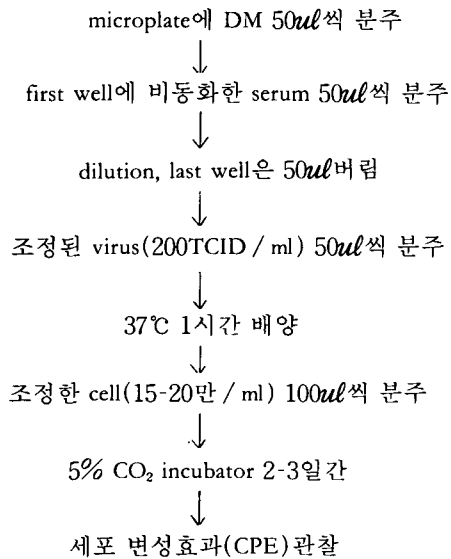 microplate에 DM 50ul씩 분주
↓
first well에 비동화한 serum 50ul씩 분주
↓
dilution, last well은 50ul버림
↓
조정된 virus(200TCID / ml) 50ul씩 분주
↓
37℃ 1시간 배양
↓
조정한 cell(15-20만 / ml) 100ul씩 분주
↓
5% CO₂ incubator 2-3일간
↓
세포 변성효과(CPE)관찰